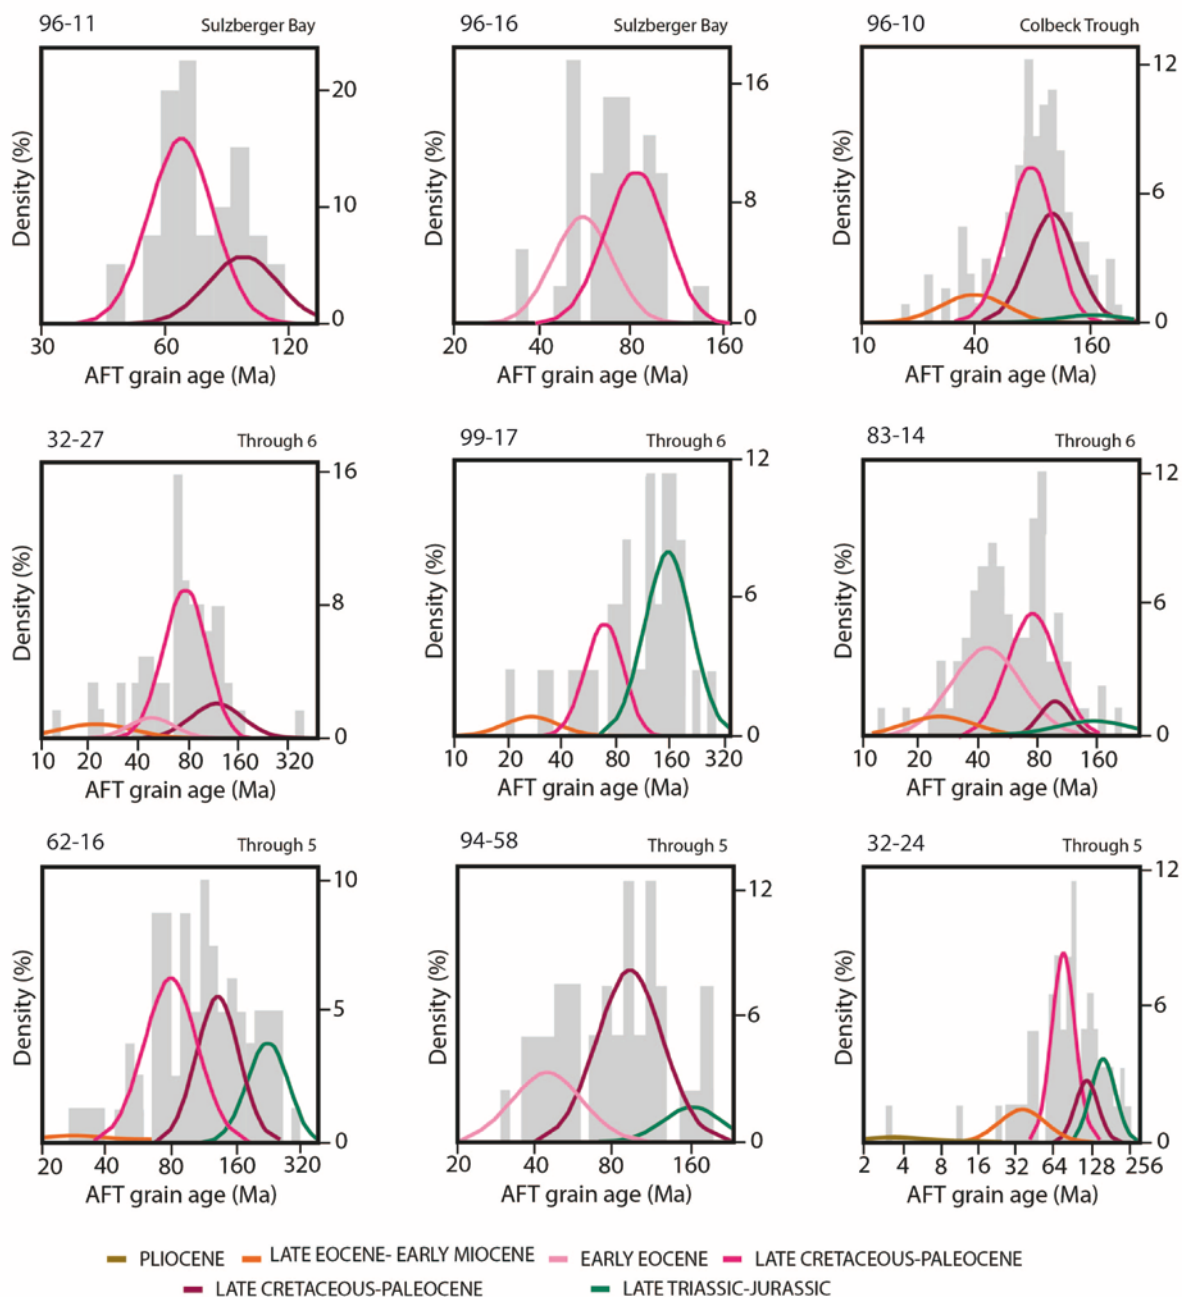 96-11 Sulzberger Bay
96-16 Sulzberger Bay
96-10 Colbeck Trough
Density (%)
20
10
0
30 60 120
AFT grain age (Ma)
Density (%)
16
8
0
20 40 80 160
AFT grain age (Ma)
Density (%)
12
6
0
10 40 160
AFT grain age (Ma)
32-27 Through 6
99-17 Through 6
83-14 Through 6
Density (%)
16
8
0
10 20 40 80 160 320
AFT grain age (Ma)
Density (%)
12
6
0
10 20 40 80 160 320
AFT grain age (Ma)
Density (%)
12
6
0
10 20 40 80 160
AFT grain age (Ma)
62-16 Through 5
94-58 Through 5
32-24 Through 5
Density (%)
10
5
0
20 40 80 160 320
AFT grain age (Ma)
Density (%)
12
6
0
20 40 80 160
AFT grain age (Ma)
Density (%)
12
6
0
2 4 8 16 32 64 128 256
AFT grain age (Ma)
PLIOCENE LATE EOCENE- EARLY MIOCENE EARLY EOCENE LATE CRETACEOUS-PALEOCENE
LATE CRETACEOUS-PALEOCENE LATE TRIASSIC-JURASSIC